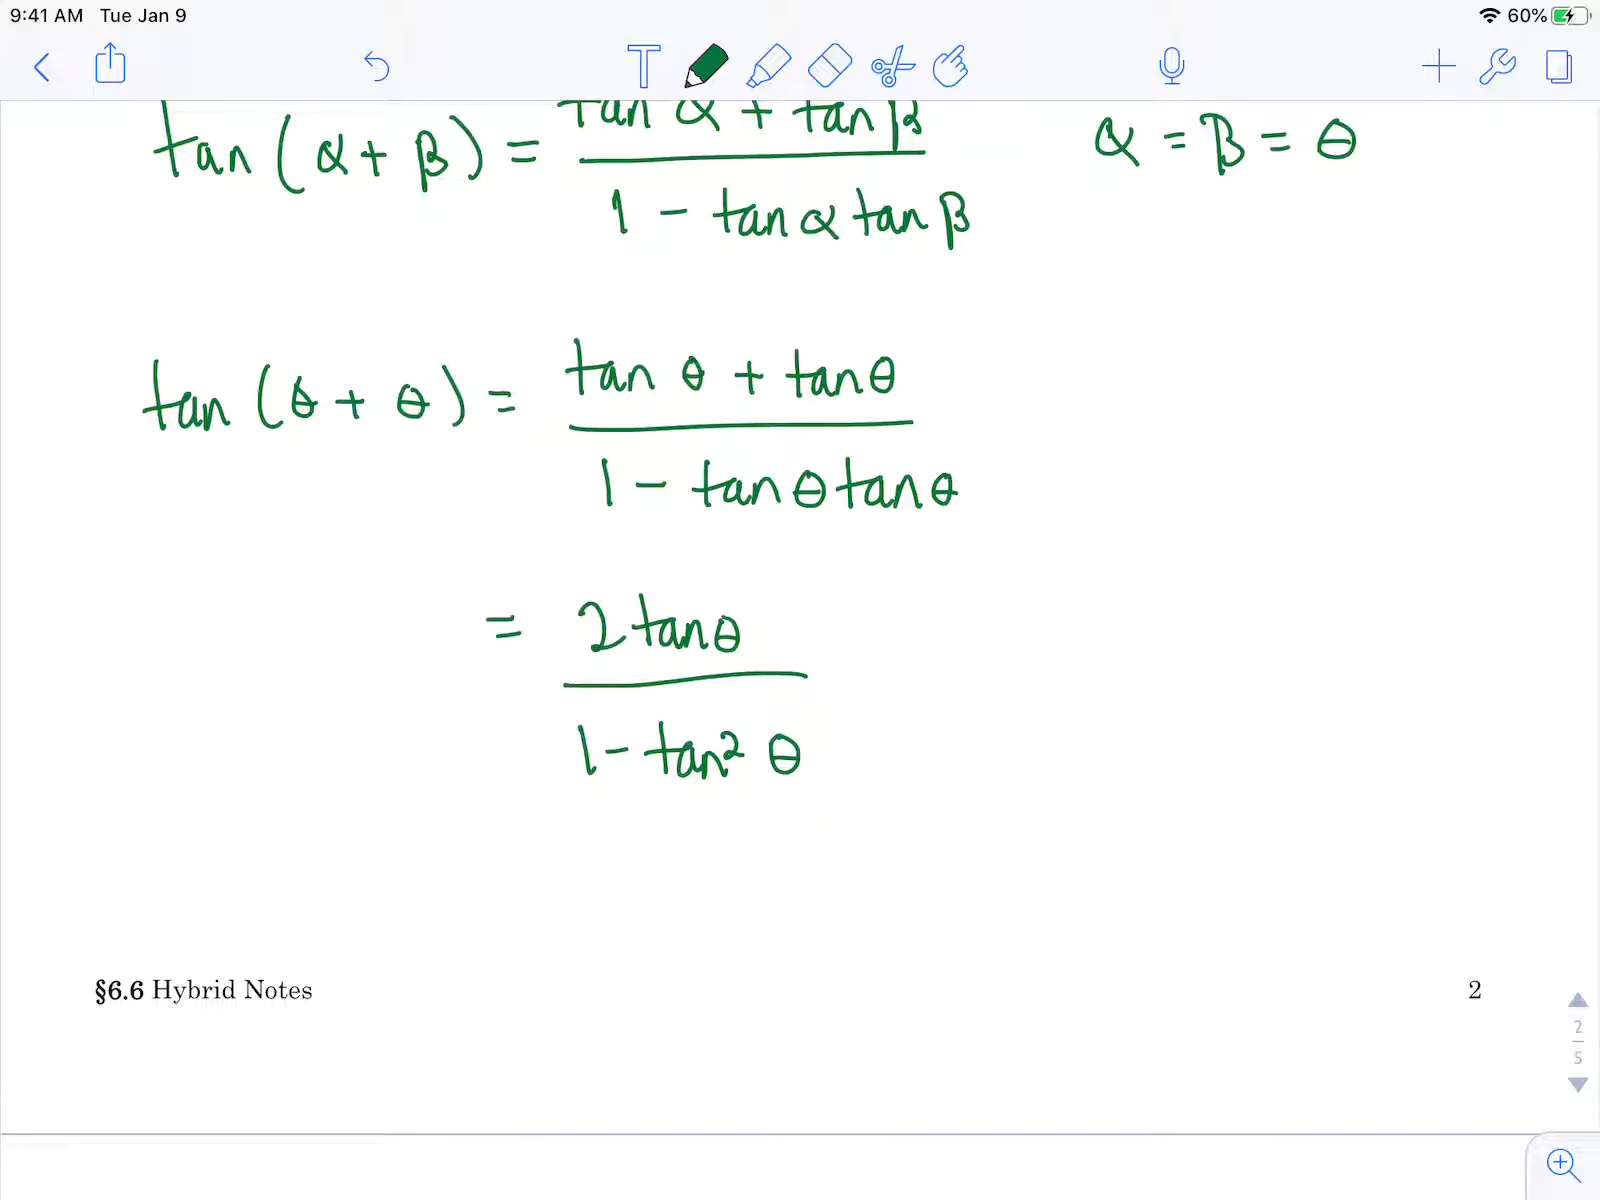 9:41 AM Tue Jan 9 60%
tan (α + β) = tan α + tan β / 1 - tan α tan β α = β = θ
tan (θ + θ) = tan θ + tan θ / 1 - tan θ tan θ
= 2 tan θ / 1 - tan² θ
§6.6 Hybrid Notes 2
2
5